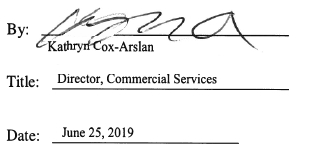 By:
Kathryn Cox-Arslan
Title: Director, Commercial Services
Date: June 25, 2019